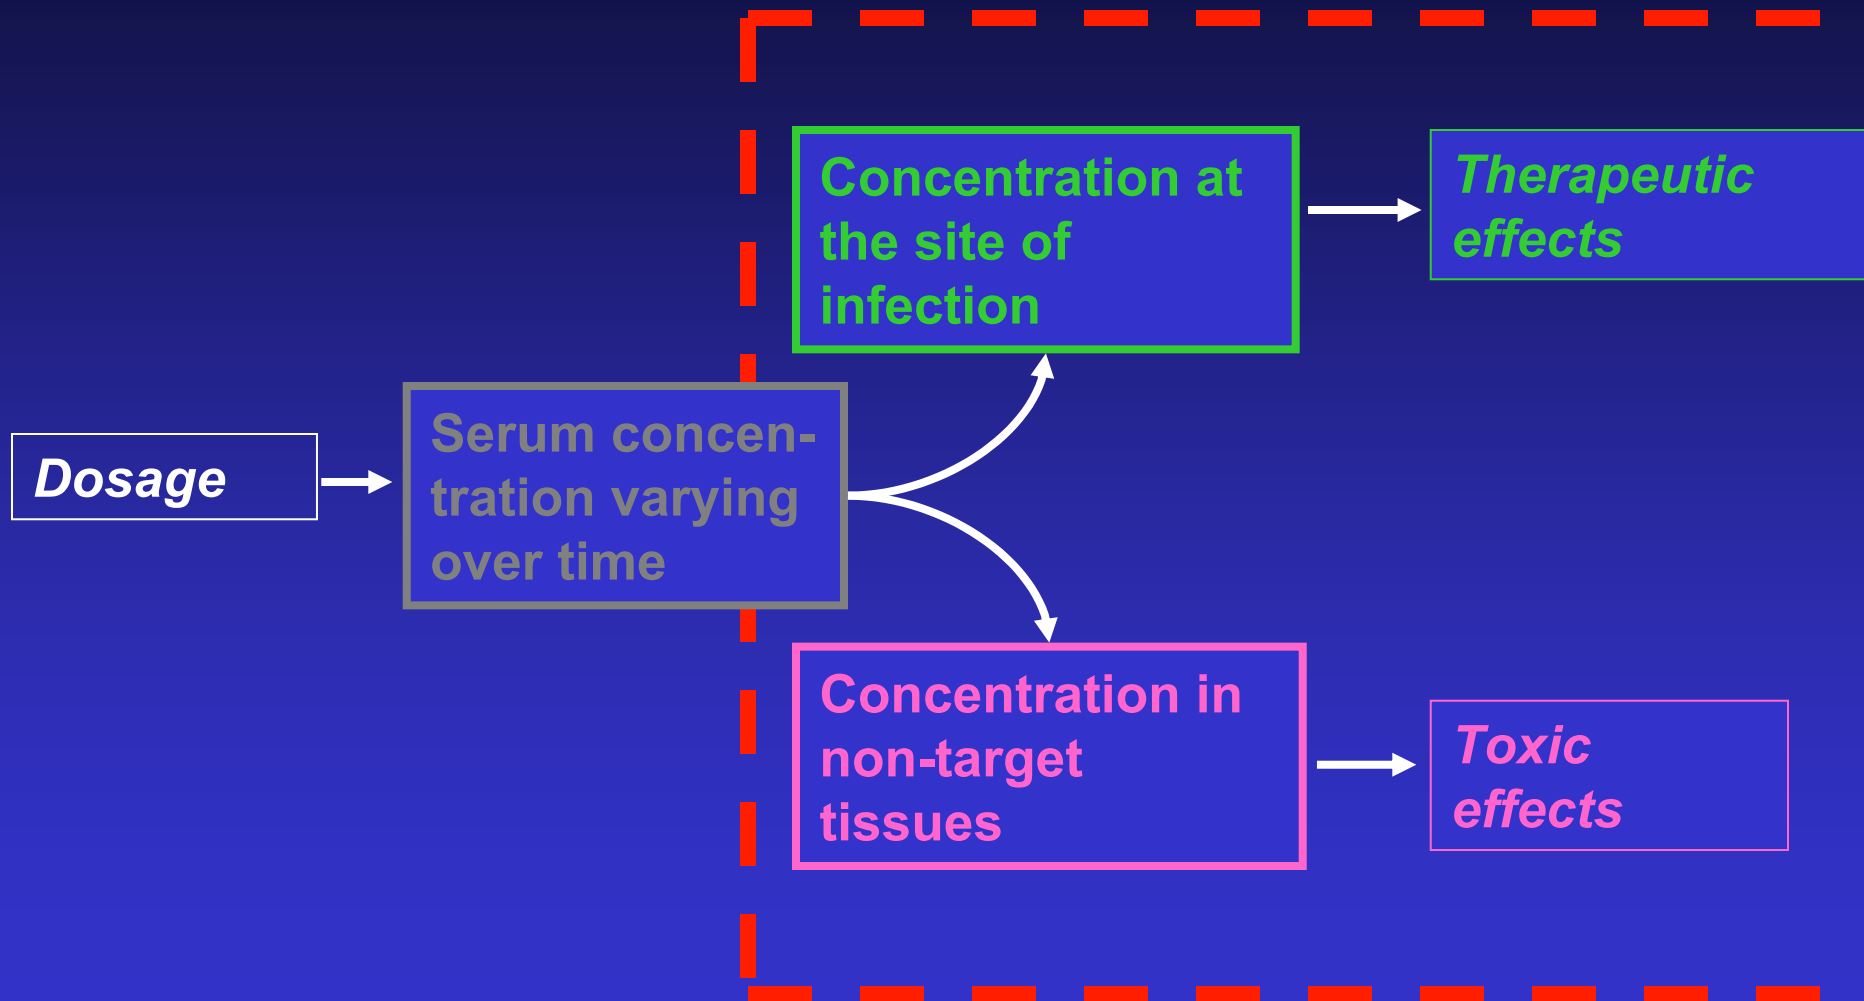 Concentration at
the site of
infection
Therapeutic
effects
Dosage
Serum concen-
tration varying
over time
Concentration in
non-target
tissues
Toxic
effects